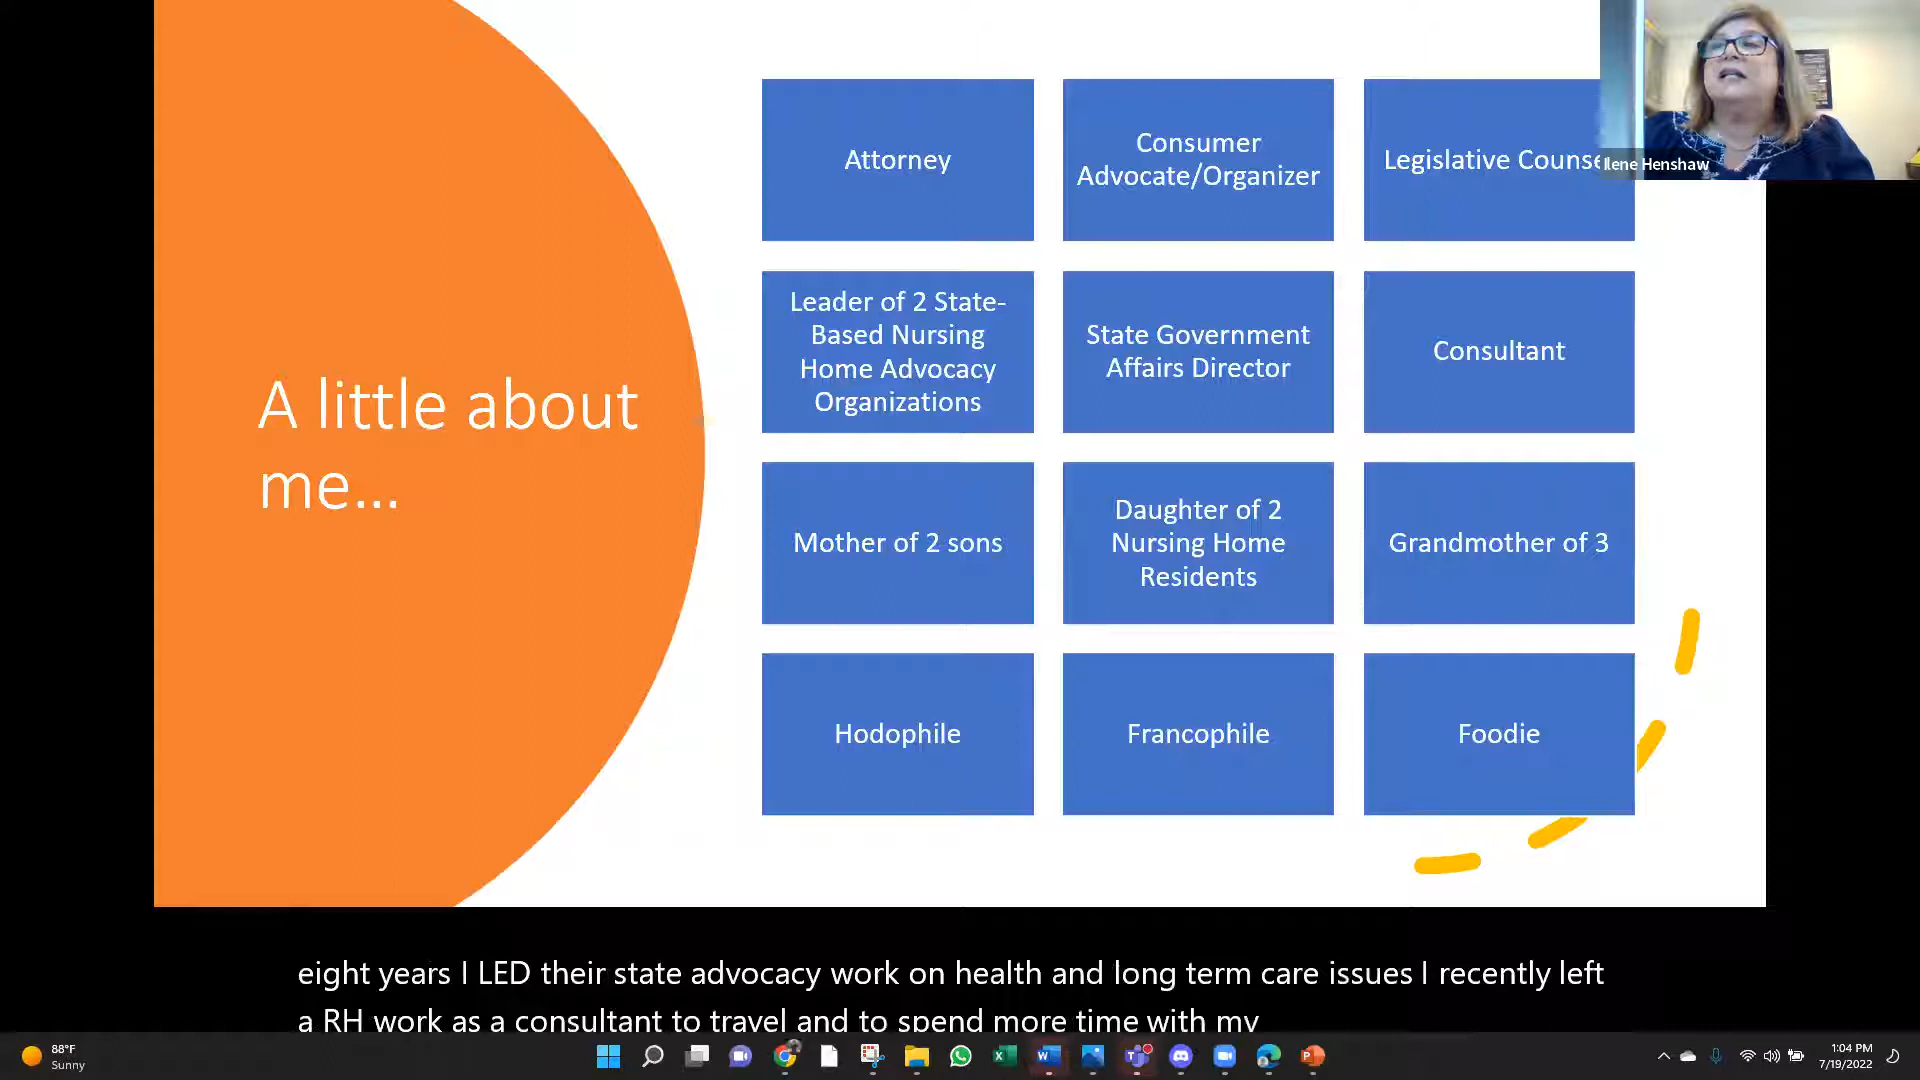 A little about
me...
Attorney
Consumer
Advocate/Organizer
Legislative Counse
Ilene Henshaw
Leader of 2 State-
Based Nursing
Home Advocacy
Organizations
State Government
Affairs Director
Consultant
Mother of 2 sons
Daughter of 2
Nursing Home
Residents
Grandmother of 3
Hodophile
Francophile
Foodie
eight years I LED their state advocacy work on health and long term care issues I recently left
a RH work as a consultant to travel and to spend more time with my
88°F
Sunny
1:04 PM
7/19/2022